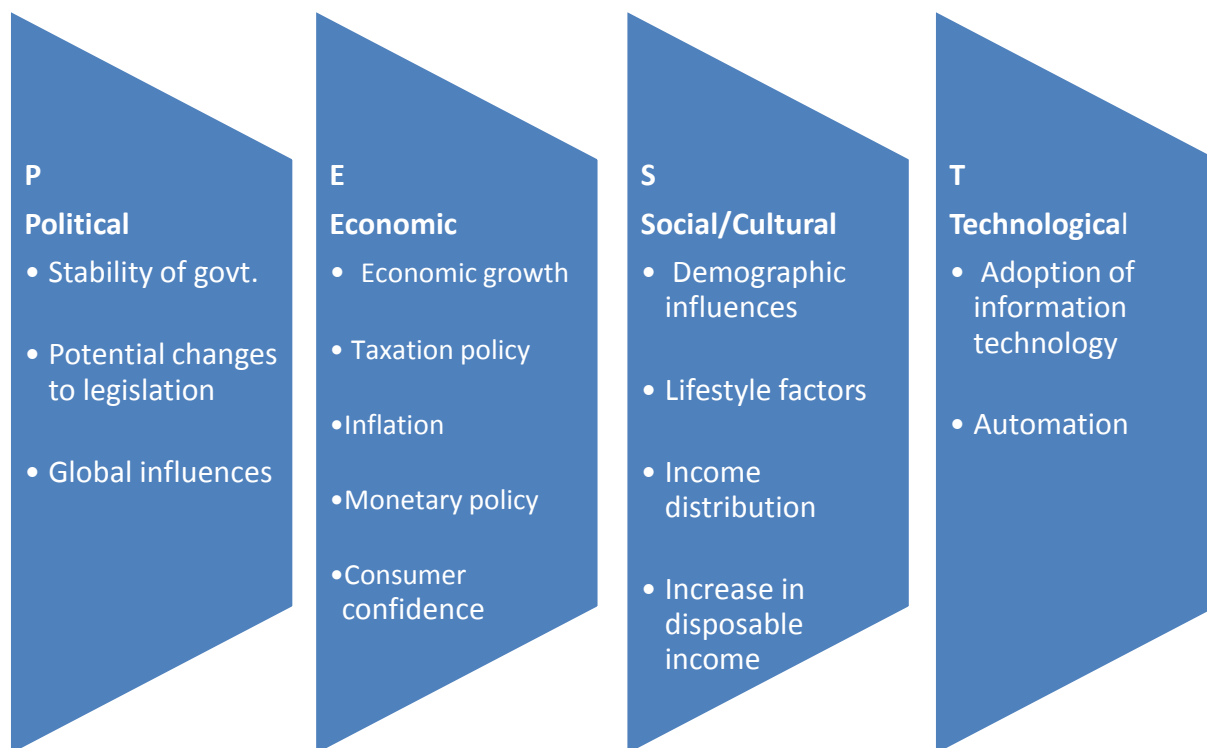 P
Political
• Stability of govt.
• Potential changes
to legislation
• Global influences
E
Economic
• Economic growth
• Taxation policy
•Inflation
•Monetary policy
•Consumer
confidence
S
Social/Cultural
• Demographic
influences
• Lifestyle factors
• Income
distribution
• Increase in
disposable
income
T
Technological
• Adoption of
information
technology
• Automation